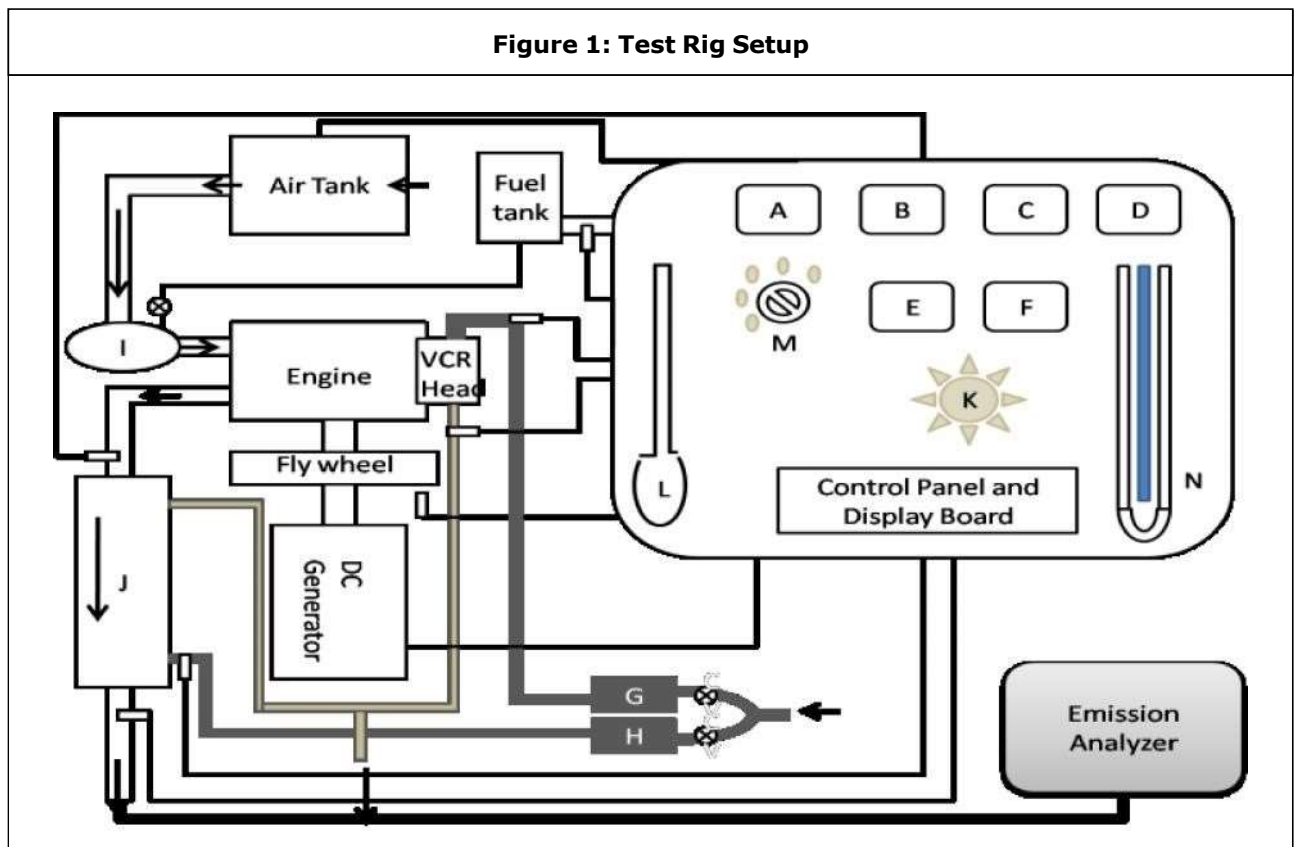 Figure 1: Test Rig Setup
Air Tank
Fuel
tank
A
B
C
D
E
F
M
K
I
Engine
VCR
Head
Fly wheel
L
N
Control Panel and
Display Board
J
DC
Generator
G
H
Emission
Analyzer